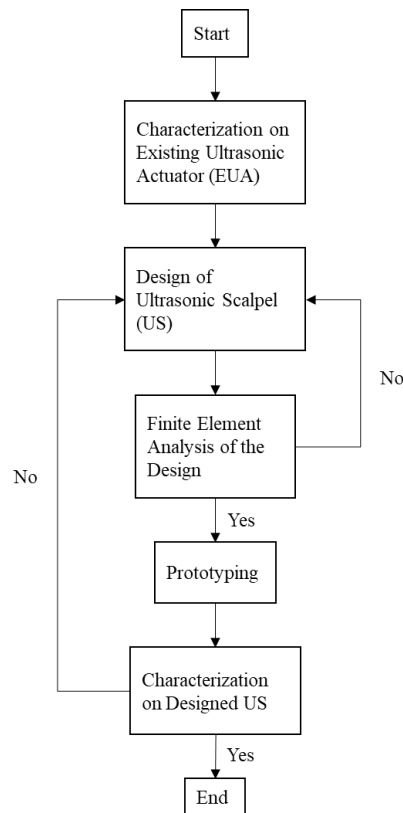 Start
Characterization on
Existing Ultrasonic
Actuator (EUA)
Design of
Ultrasonic Scalpel
(US)
No
Finite Element
Analysis of the
Design
No
Yes
Prototyping
Characterization
on Designed US
Yes
End